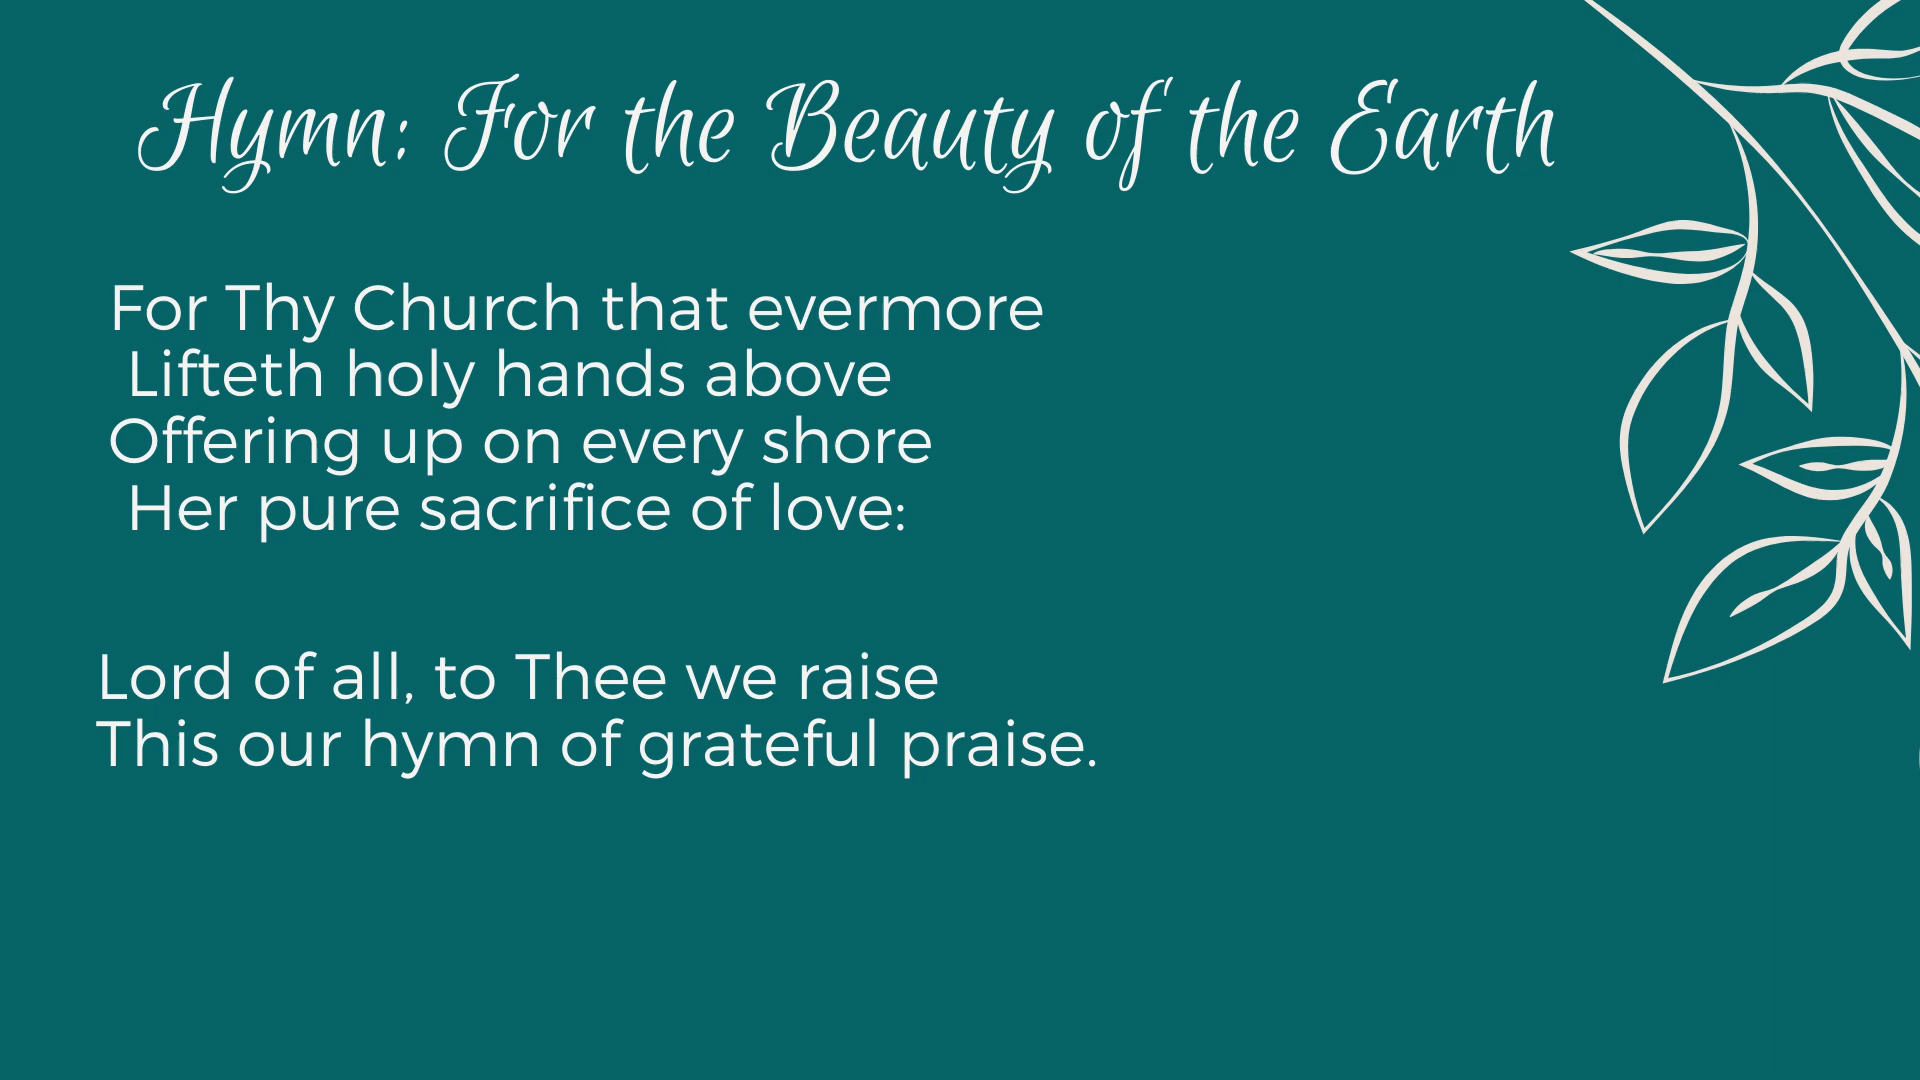 Hymn: For the Beauty of the Earth
For Thy Church that evermore
Lifteth holy hands above
Offering up on every shore
Her pure sacrifice of love:
Lord of all, to Thee we raise
This our hymn of grateful praise.